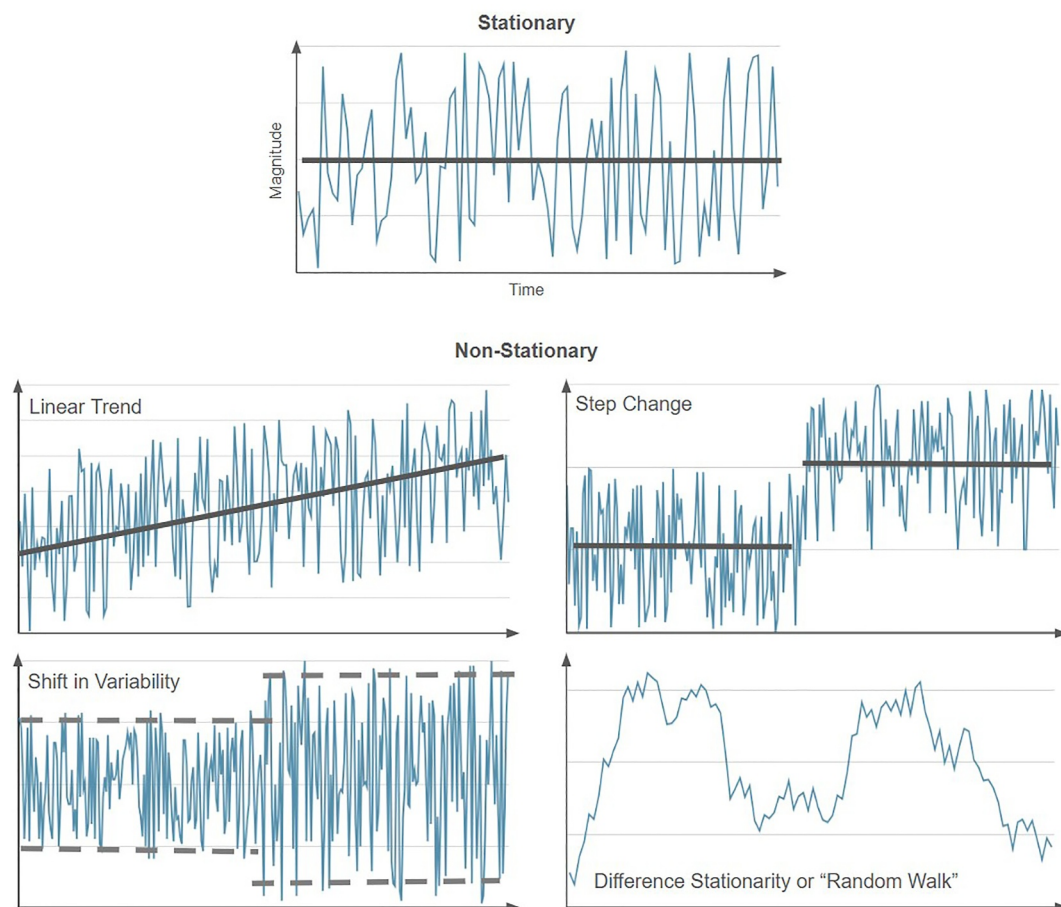 Stationary
Magnitude
Time
Non-Stationary
Linear Trend
Step Change
Shift in Variability
Difference Stationarity or “Random Walk”